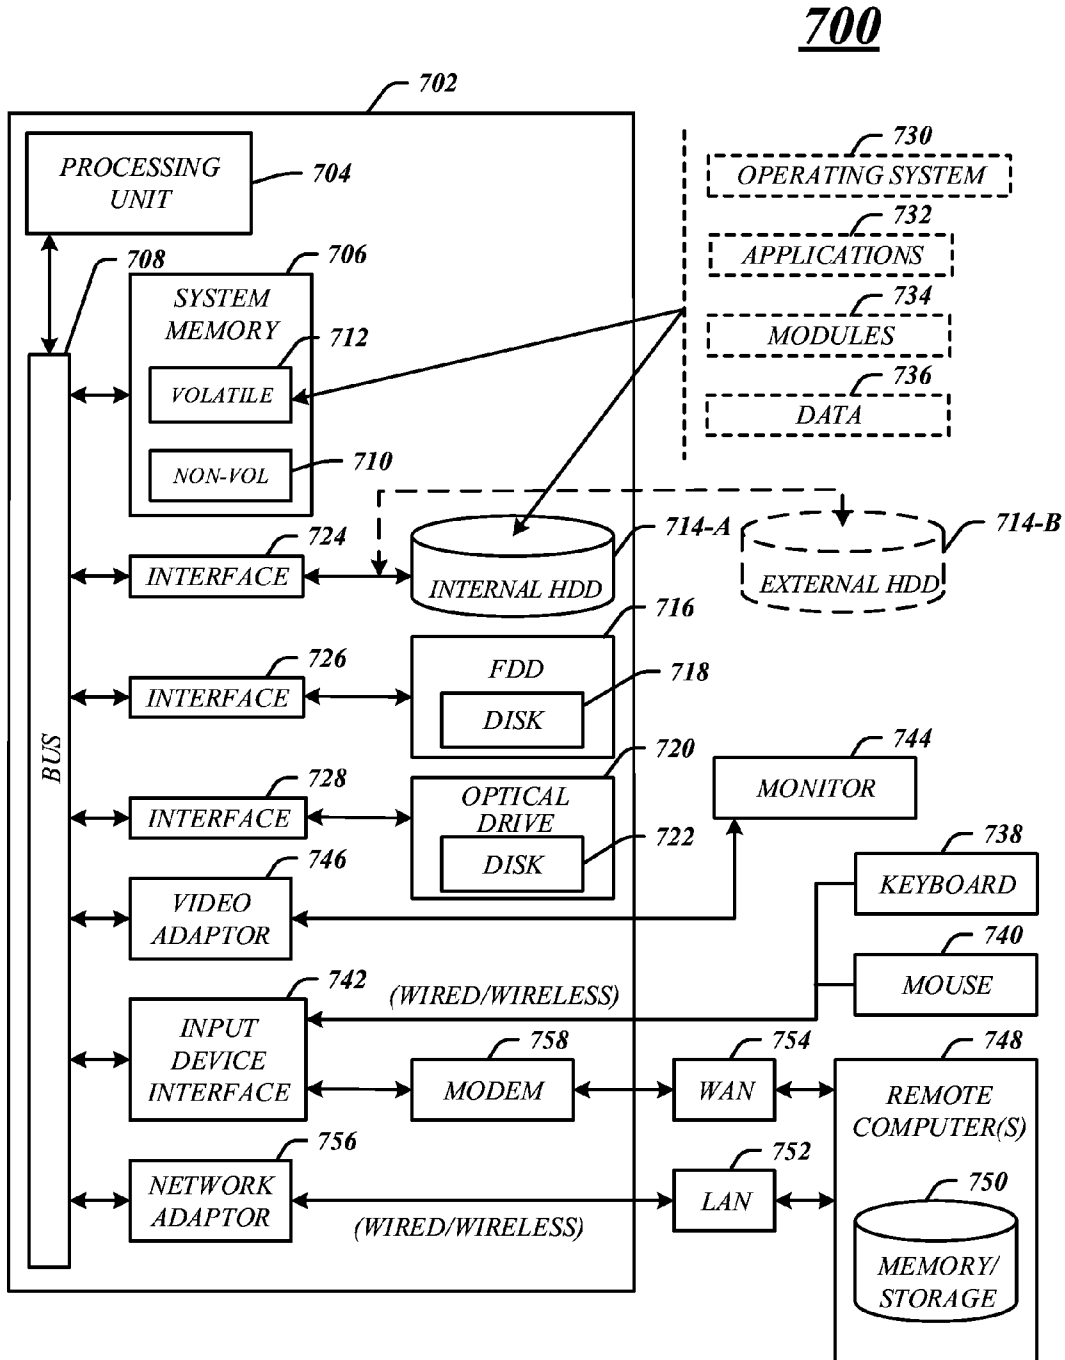 700
702
PROCESSING
UNIT
704
708
706
SYSTEM
MEMORY
712
VOLATILE
710
NON-VOL
730
OPERATING SYSTEM
732
APPLICATIONS
734
MODULES
736
DATA
724
INTERFACE
714-A
INTERNAL HDD
714-B
EXTERNAL HDD
716
FDD
726
INTERFACE
718
DISK
BUS
720
OPTICAL
DRIVE
728
INTERFACE
722
DISK
744
MONITOR
746
VIDEO
ADAPTOR
738
KEYBOARD
740
MOUSE
742
INPUT
DEVICE
INTERFACE
(WIRED/WIRELESS)
758
MODEM
754
WAN
748
REMOTE
COMPUTER(S)
756
NETWORK
ADAPTOR
(WIRED/WIRELESS)
752
LAN
750
MEMORY/
STORAGE